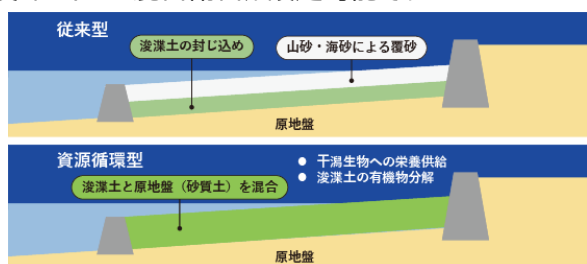 従来型
浚渫土の封じ込め
山砂・海砂による覆砂
原地盤
資源循環型
● 干潟生物への栄養供給
● 浚渫土の有機物分解
浚渫土と原地盤（砂質土）を混合
原地盤